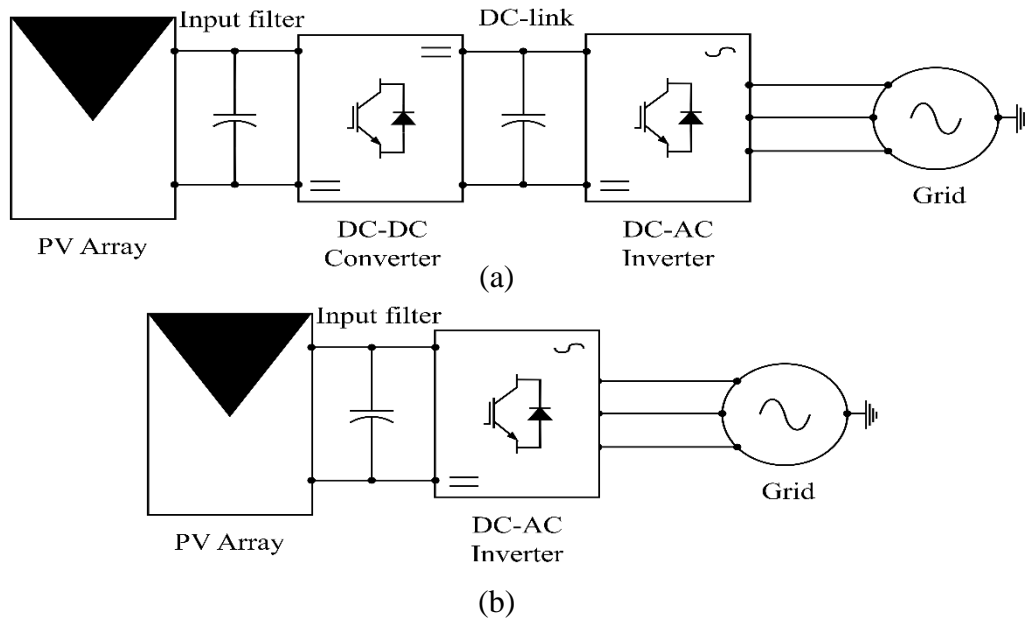 Input filter
DC-link
PV Array
DC-DC
Converter
DC-AC
Inverter
Grid
(a)
Input filter
PV Array
DC-AC
Inverter
Grid
(b)